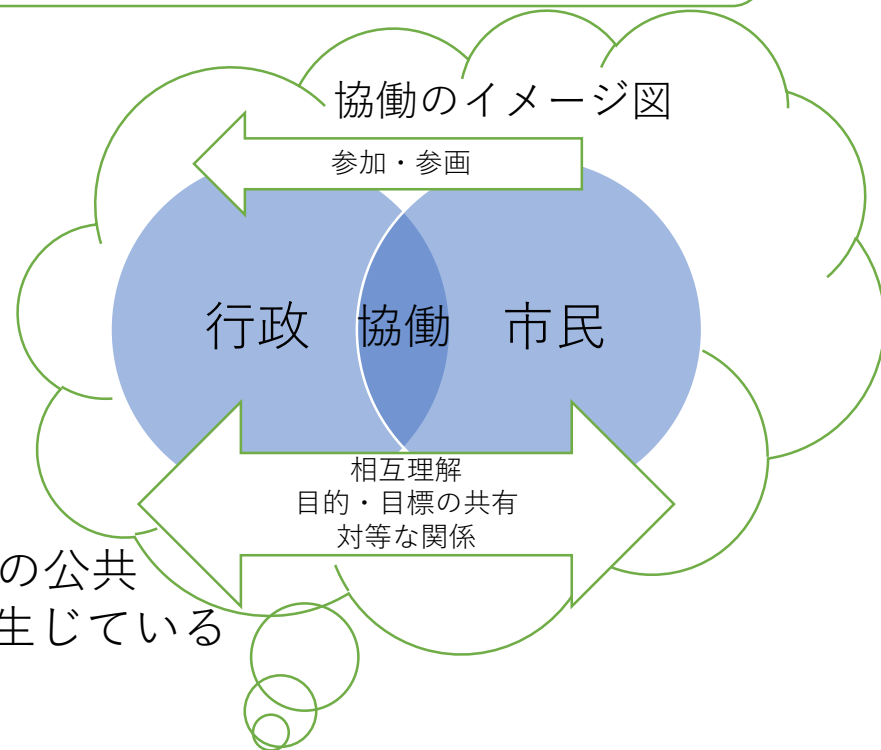 協働のイメージ図
参加・参画
行政
協働
市民
相互理解
目的・目標の共有
対等な関係
の公共
生じている